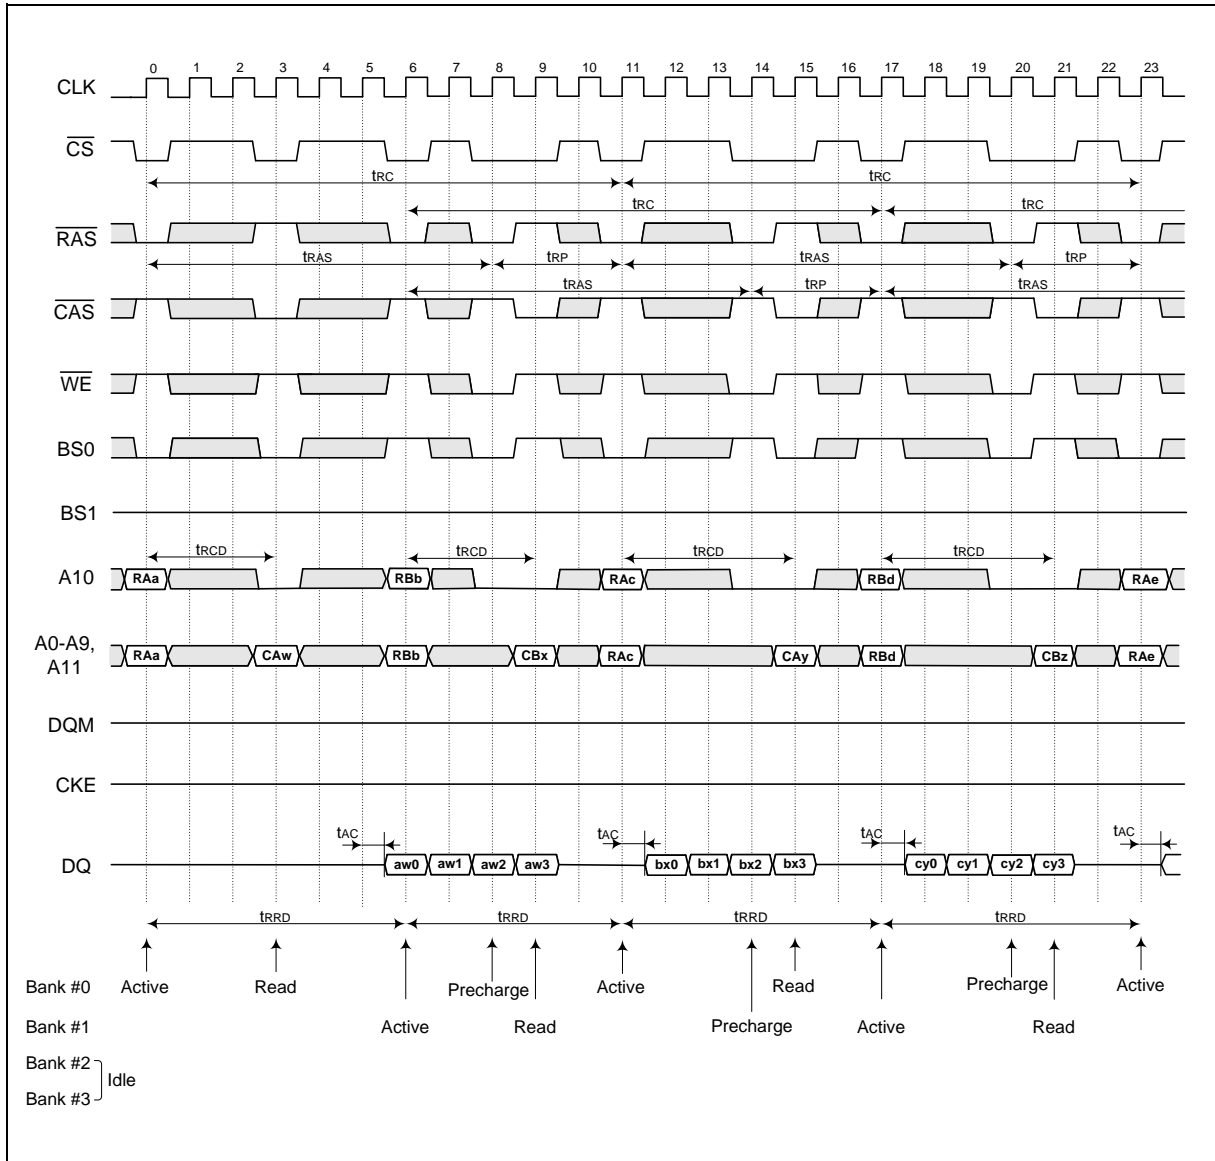 0 1 2 3 4 5 6 7 8 9 10 11 12 13 14 15 16 17 18 19 20 21 22 23
CLK
CS
tRC tRC
tRC tRC
RAS
tRAS tRP tRAS tRP
tRAS tRP tRAS
CAS
WE
BS0
BS1
tRCD tRCD tRCD tRCD
A10 RAa RBb RAc RBd RAe
A0-A9,
A11
RAa CAw RBb CBx RAc CAy RBd CBz RAe
DQM
CKE
tAC tAC tAC tAC
DQ aw0 aw1 aw2 aw3 bx0 bx1 bx2 bx3 cy0 cy1 cy2 cy3
tRRD tRRD tRRD tRRD
Bank #0 Active Read Precharge Active Read Precharge Active
Bank #1 Active Read Precharge Active Read
Bank #2
Idle
Bank #3